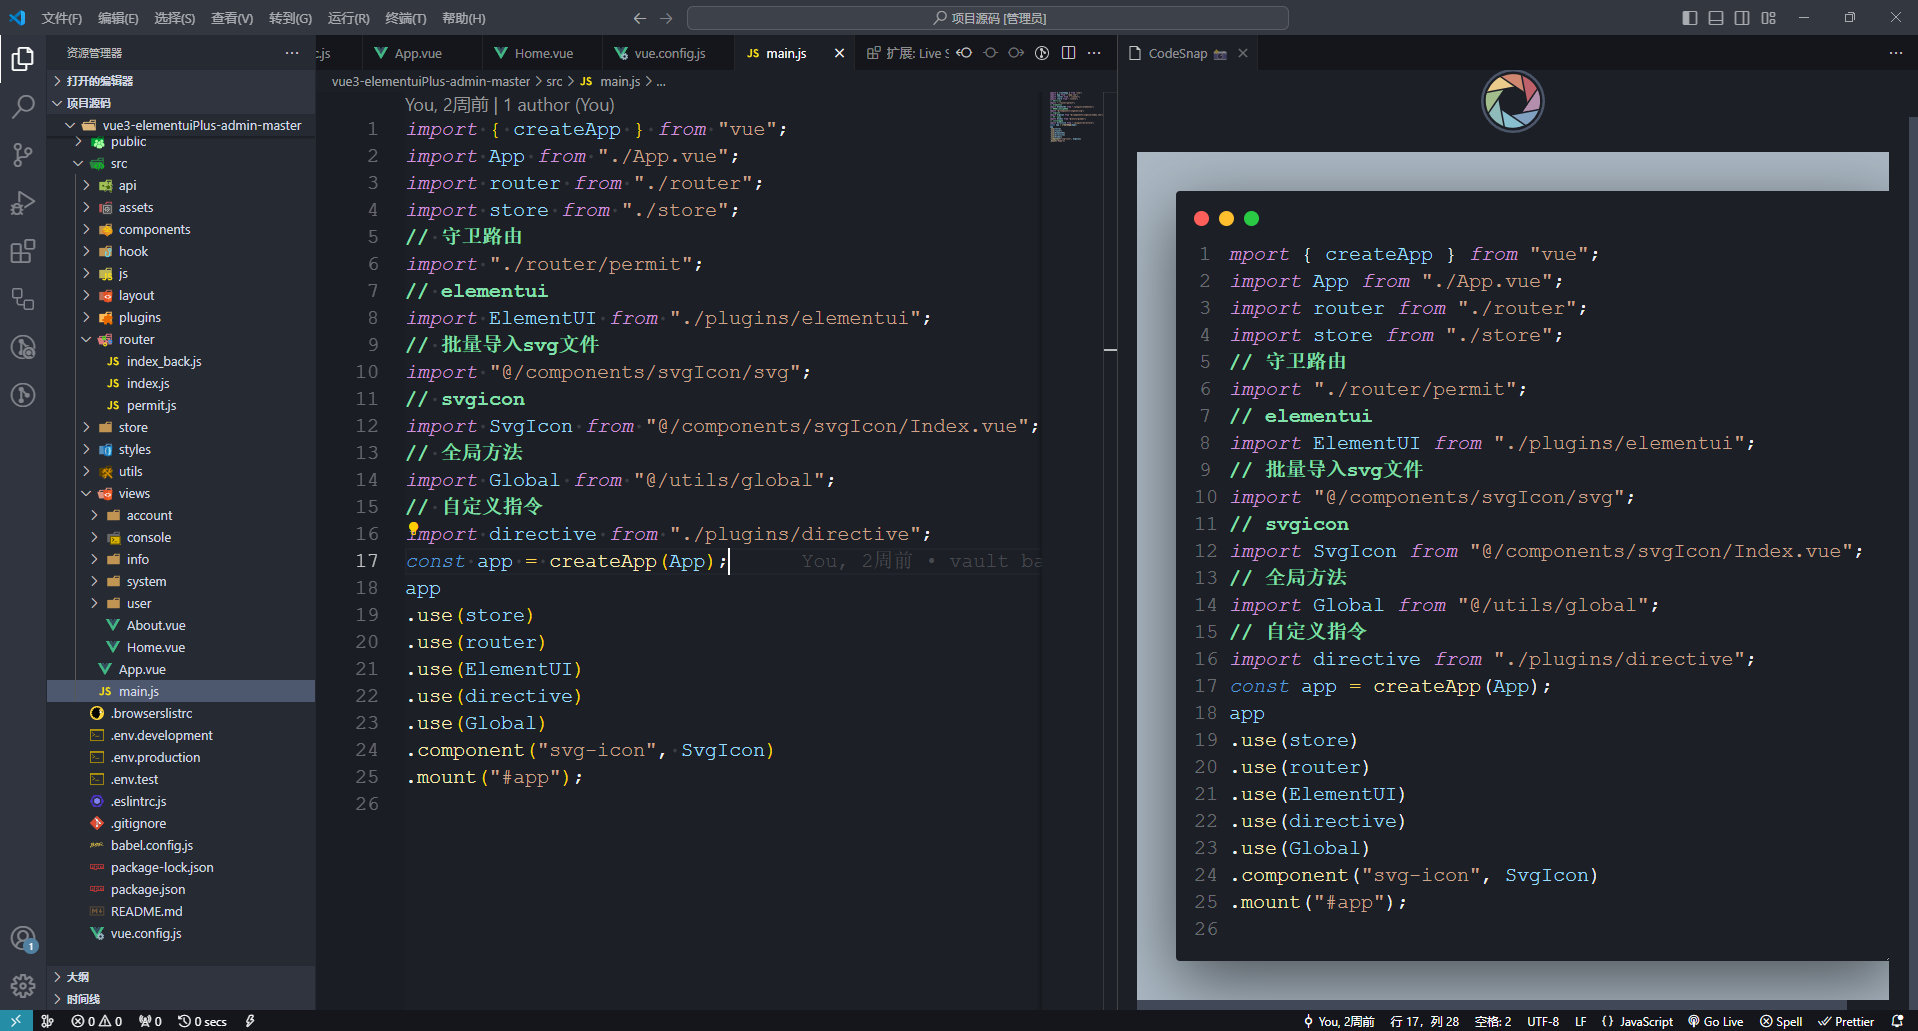 文件(F) 编辑(E) 选择(S) 查看(V) 转到(G) 运行(R) 终端(T) 帮助(H)
项目源码 [管理员]
资源管理器
打开的编辑器
项目源码
vue3-elementuiPlus-admin-master
public
src
api
assets
components
hook
js
layout
plugins
router
JS index_back.js
JS index.js
JS permit.js
store
styles
utils
views
account
console
info
system
user
About.vue
Home.vue
App.vue
JS main.js
.browserslistrc
.env.development
.env.production
.env.test
.eslintrc.js
.gitignore
babel.config.js
package-lock.json
package.json
README.md
vue.config.js
大纲
时间线
1
c.js App.vue Home.vue vue.config.js JS main.js 扩展: Live S
vue3-elementuiPlus-admin-master > src > JS main.js > ...
You, 2周前 | 1 author (You)
1 import { createApp } from "vue";
2 import App from "./App.vue";
3 import router from "./router";
4 import store from "./store";
5 // 守卫路由
6 import "./router/permit";
7 // elementui
8 import ElementUI from "./plugins/elementui";
9 // 批量导入svg文件
10 import "@/components/svgIcon/svg";
11 // svgicon
12 import SvgIcon from "@/components/svgIcon/Index.vue";
13 // 全局方法
14 import Global from "@/utils/global";
15 // 自定义指令
16 import directive from "./plugins/directive";
17 const app = createApp(App); You, 2周前 • vault ba
18 app
19 .use(store)
20 .use(router)
21 .use(ElementUI)
22 .use(directive)
23 .use(Global)
24 .component("svg-icon", SvgIcon)
25 .mount("#app");
26
CodeSnap 📸
1 mport { createApp } from "vue";
2 import App from "./App.vue";
3 import router from "./router";
4 import store from "./store";
5 // 守卫路由
6 import "./router/permit";
7 // elementui
8 import ElementUI from "./plugins/elementui";
9 // 批量导入svg文件
10 import "@/components/svgIcon/svg";
11 // svgicon
12 import SvgIcon from "@/components/svgIcon/Index.vue";
13 // 全局方法
14 import Global from "@/utils/global";
15 // 自定义指令
16 import directive from "./plugins/directive";
17 const app = createApp(App);
18 app
19 .use(store)
20 .use(router)
21 .use(ElementUI)
22 .use(directive)
23 .use(Global)
24 .component("svg-icon", SvgIcon)
25 .mount("#app");
26
0 0 0 0 secs You, 2周前 行 17, 列 28 空格: 2 UTF-8 LF {} JavaScript Go Live Spell Prettier